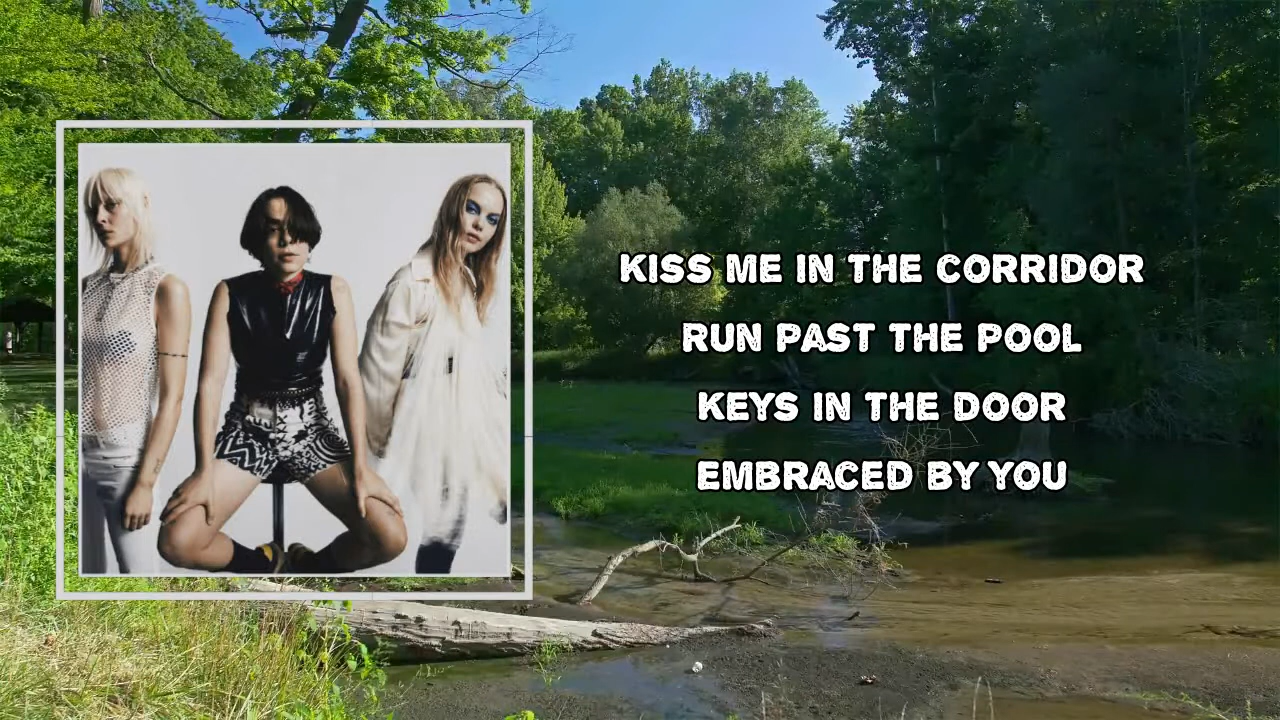 KISS ME IN THE CORRIDOR
RUN PAST THE POOL
KEYS IN THE DOOR
EMBRACED BY YOU